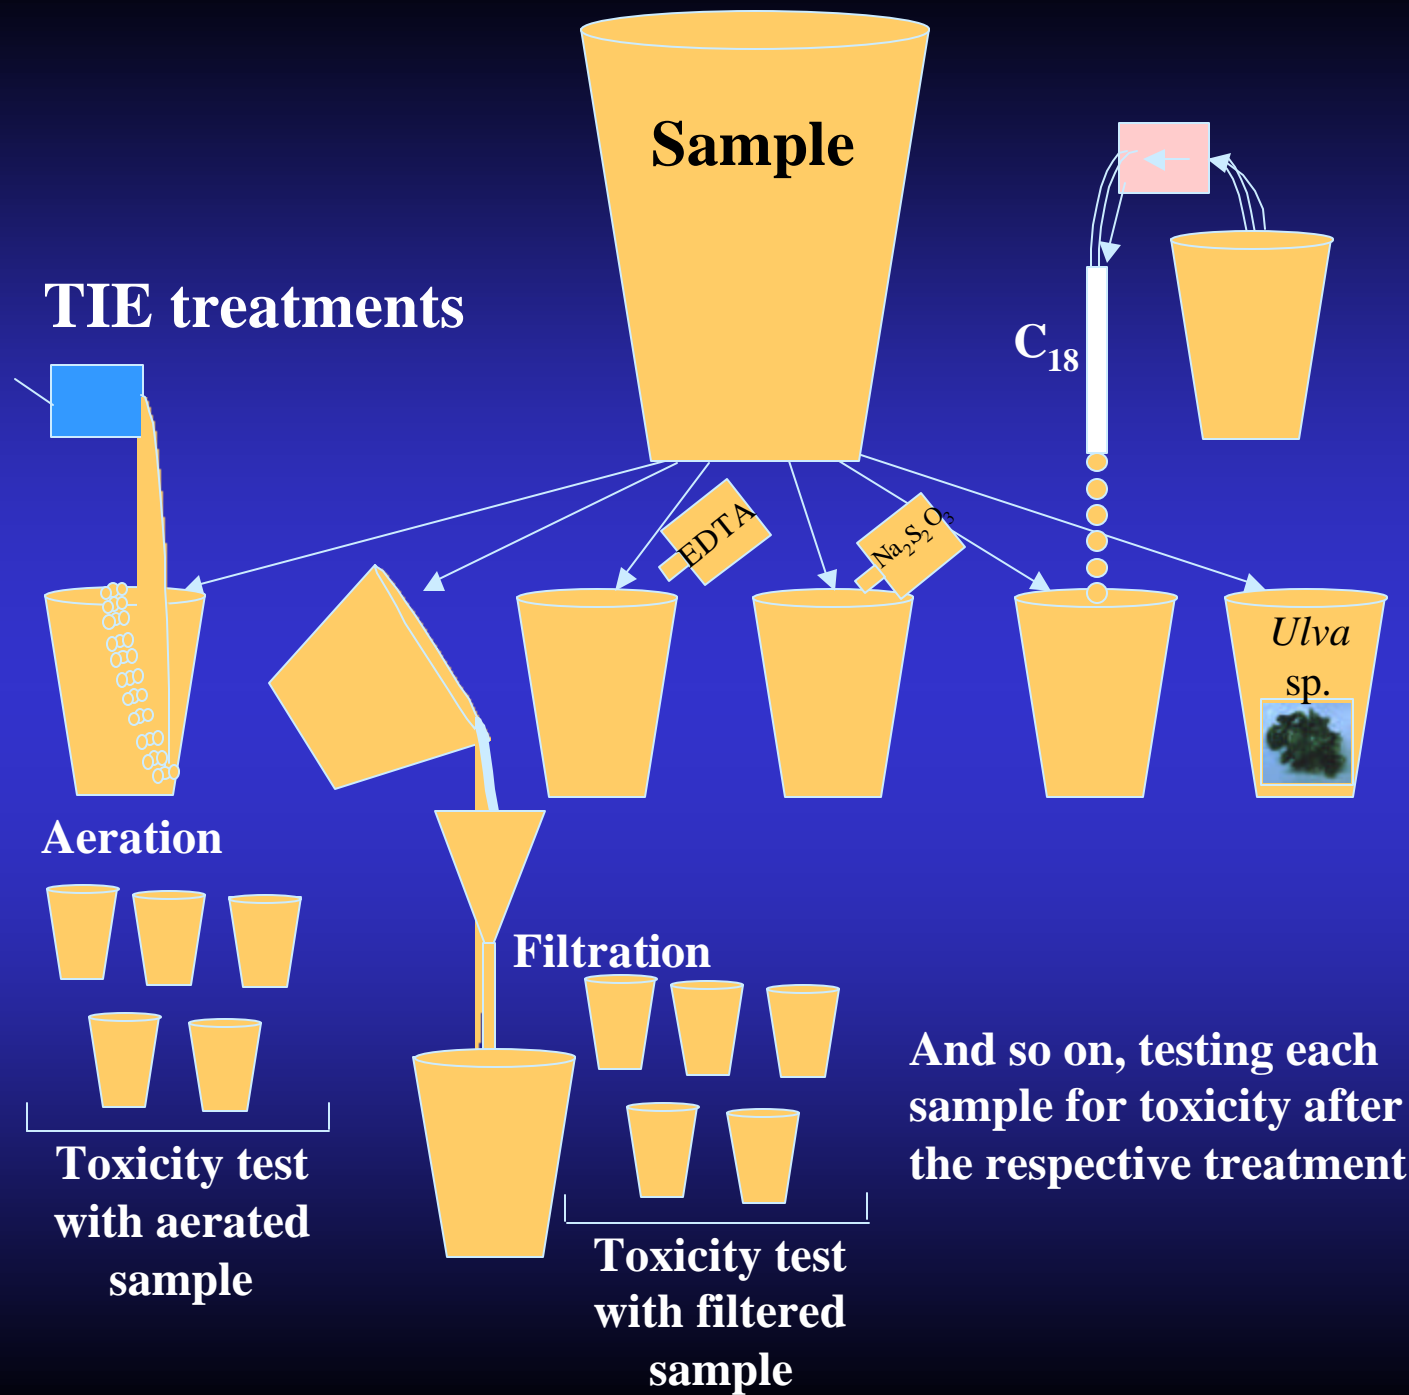 Sample
TIE treatments
C₁₈
EDTA
Na₂S₂O₃
Ulva
sp.
Aeration
Filtration
Toxicity test
with aerated
sample
Toxicity test
with filtered
sample
And so on, testing each
sample for toxicity after
the respective treatment